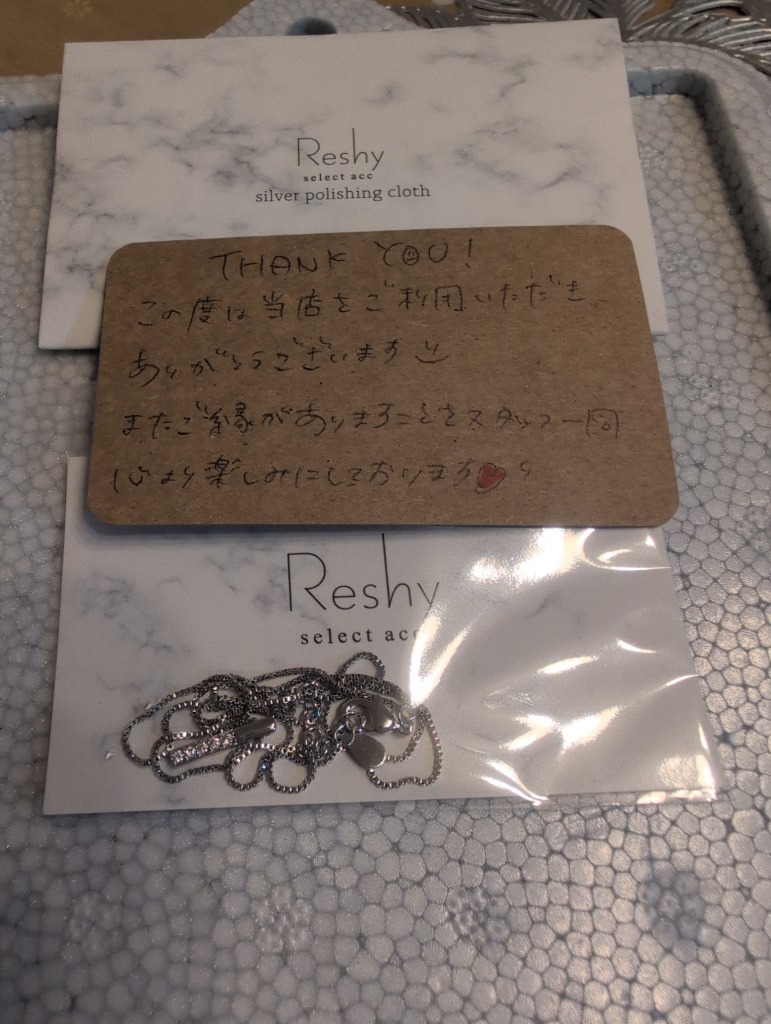 Reshy
select acc
silver polishing cloth
THANK YOU!
この度は当店をご利用いただき
ありがとうございます
またご縁がありますことをスタッフ一同
心より楽しみにしております
Reshy
select acc